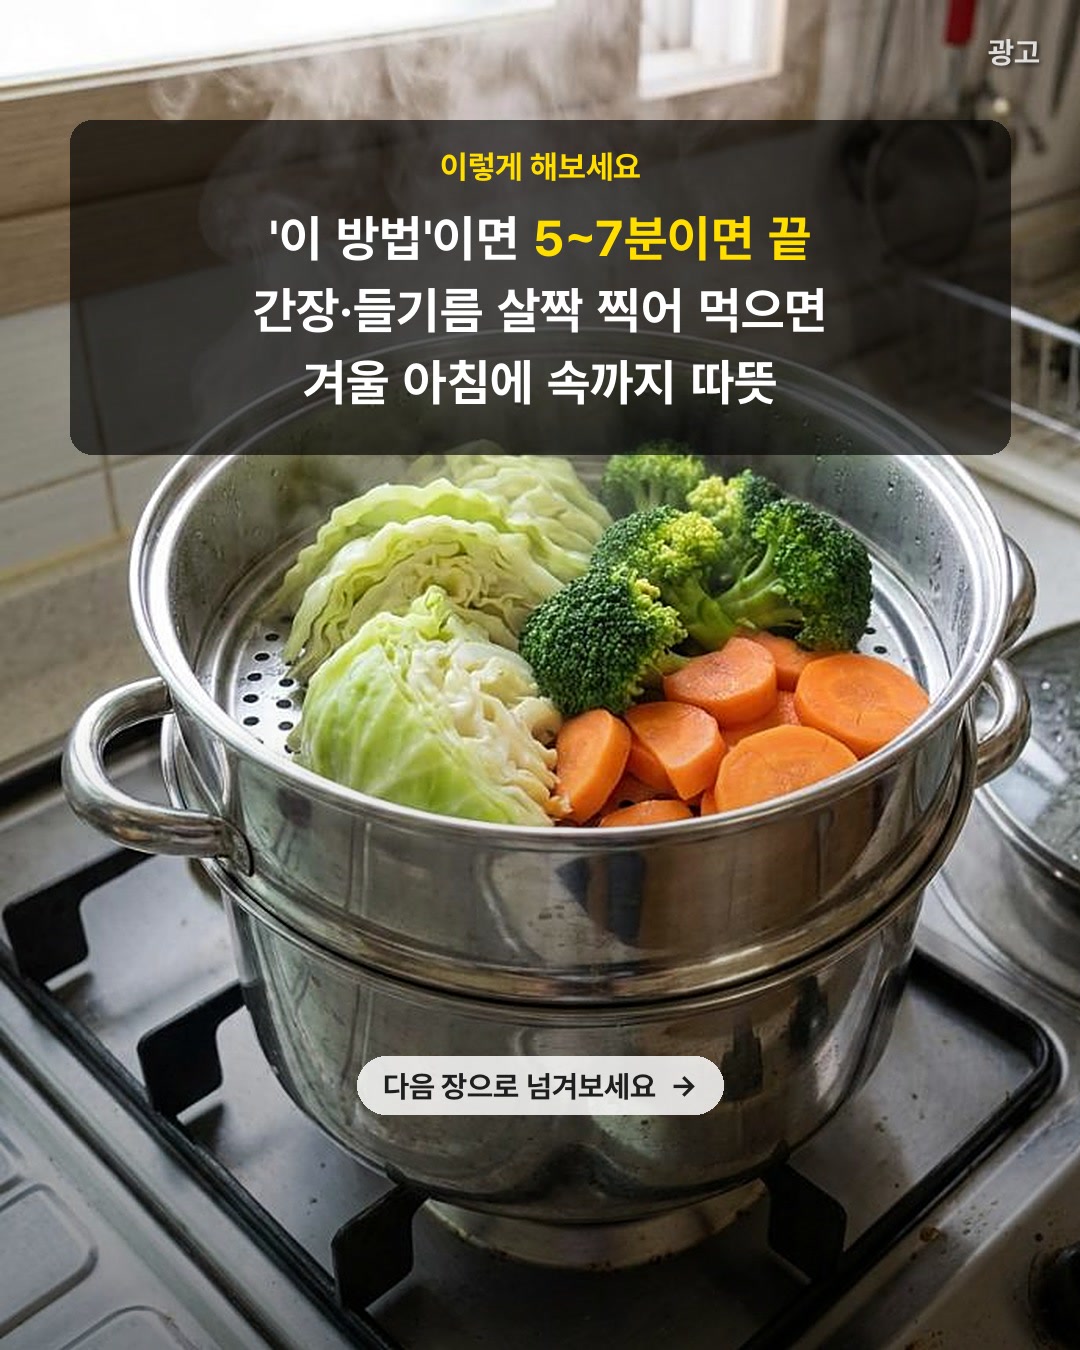 광고
이렇게 해보세요
'이 방법'이면 5~7분이면 끝
간장·들기름 살짝 찍어 먹으면
겨울 아침에 속까지 따뜻
다음 장으로 넘겨보세요 →